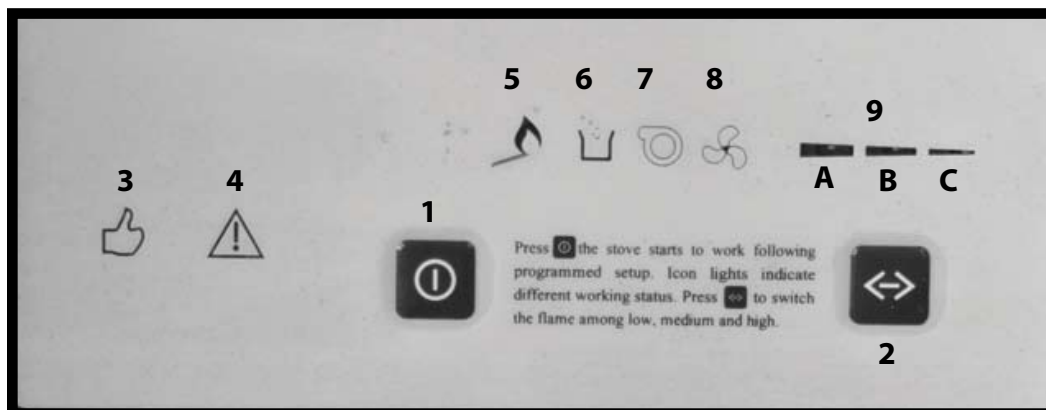 5 6 7 8
9
A B C
3 4
1
Press the stove starts to work following
programmed setup. Icon lights indicate
different working status. Press to switch
the flame among low, medium and high.
2